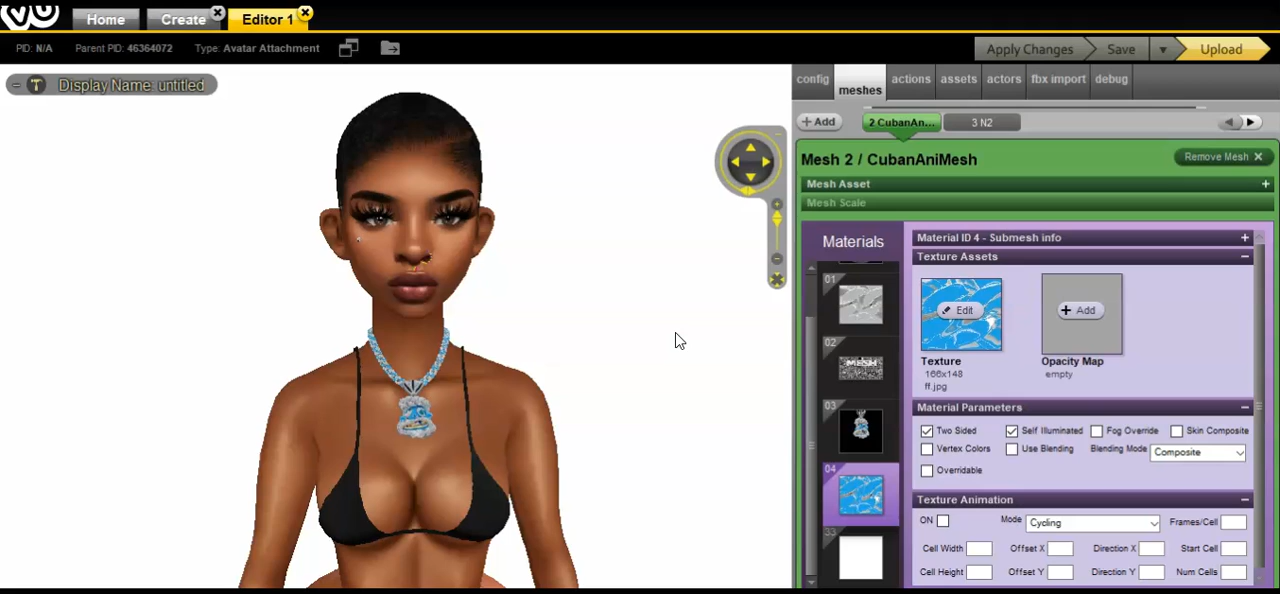 Home
Create
Editor 1
PID: N/A
Parent PID: 46364072
Type: Avatar Attachment
Apply Changes
Save
Upload
Display Name untitled
config
meshes
actions
assets
actors
fbx import
debug
+ Add
2 CubanAn...
3 N2
Mesh 2 / CubanAniMesh
Remove Mesh
Mesh Asset
Mesh Scale
Materials
01
02
MESH
03
04
33
Material ID 4 - Submesh info
Texture Assets
Edit
+ Add
Texture
Opacity Map
166x148
empty
ff.jpg
Material Parameters
Two Sided
Self Illuminated
Fog Override
Skin Composite
Vertex Colors
Use Blending
Blending Mode
Composite
Overridable
Texture Animation
ON
Mode
Cycling
Frames/Cell
Cell Width
Offset X
Direction X
Start Cell
Cell Height
Offset Y
Direction Y
Num Cells